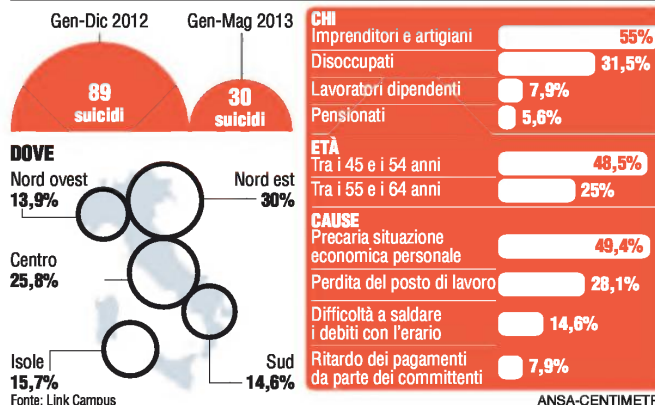 Gen-Dic 2012
Gen-Mag 2013
89
suicidi
30
suicidi
DOVE
Nord ovest
13,9%
Nord est
30%
Centro
25,8%
Isole
15,7%
Sud
14,6%
Fonte: Link Campus
CHI
Imprenditori e artigiani
55%
Disoccupati
31,5%
Lavoratori dipendenti
7,9%
Pensionati
5,6%
ETÀ
Tra i 45 e i 54 anni
48,5%
Tra i 55 e i 64 anni
25%
CAUSE
Precaria situazione
economica personale
49,4%
Perdita del posto di lavoro
28,1%
Difficoltà a saldare
i debiti con l'erario
14,6%
Ritardo dei pagamenti
da parte dei committenti
7,9%
ANSA-CENTIMETR